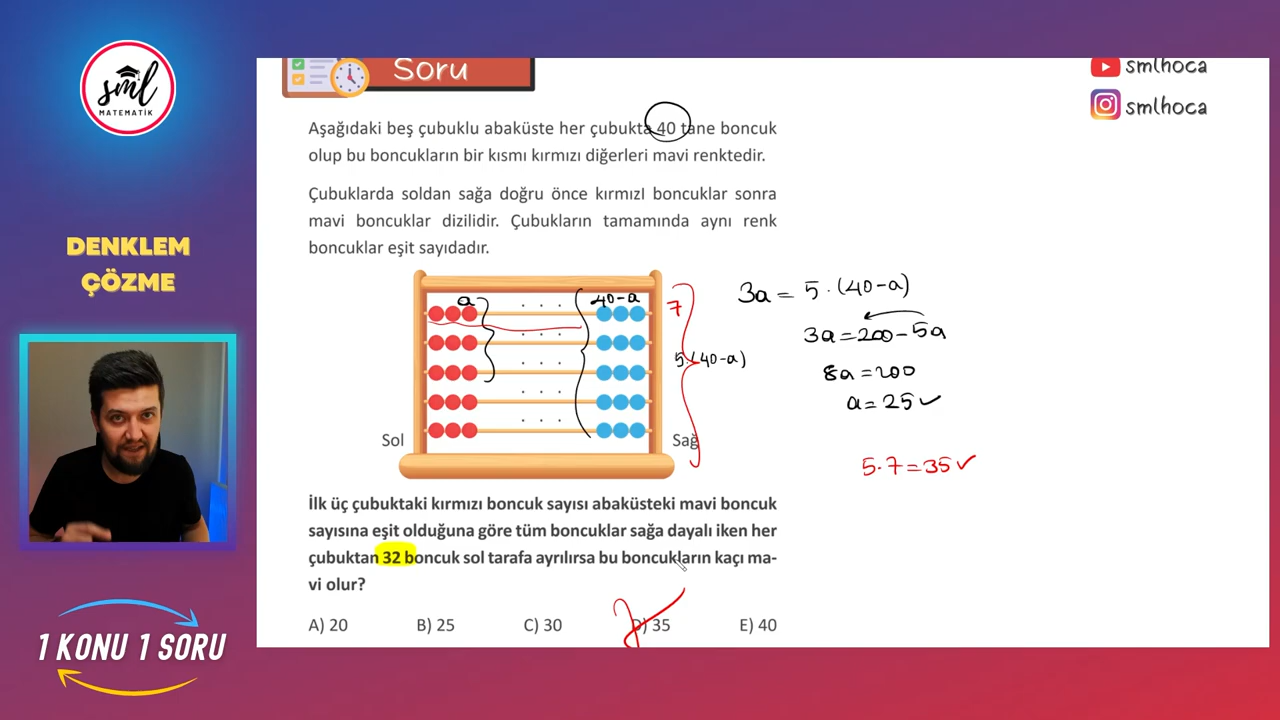 sml
MATEMATİK
DENKLEM
ÇÖZME
1 KONU 1 SORU
Soru
smlhoca
smlhoca
Aşağıdaki beş çubuklu abaküste her çubukta 40 tane boncuk
olup bu boncukların bir kısmı kırmızı diğerleri mavi renktedir.
Çubuklarda soldan sağa doğru önce kırmızI boncuklar sonra
mavi boncuklar dizilidir. Çubukların tamamında aynı renk
boncuklar eşit sayıdadır.
a
40-a
7
5.(40-a)
Sol
Sağ
3a = 5.(40-a)
3a = 200-5a
8a = 200
a = 25
5.7=35
İlk üç çubuktaki kırmızı boncuk sayısı abaküsteki mavi boncuk
sayısına eşit olduğuna göre tüm boncuklar sağa dayalı iken her
çubuktan 32 boncuk sol tarafa ayrılırsa bu boncukların kaçı ma-
vi olur?
A) 20 B) 25 C) 30 D) 35 E) 40